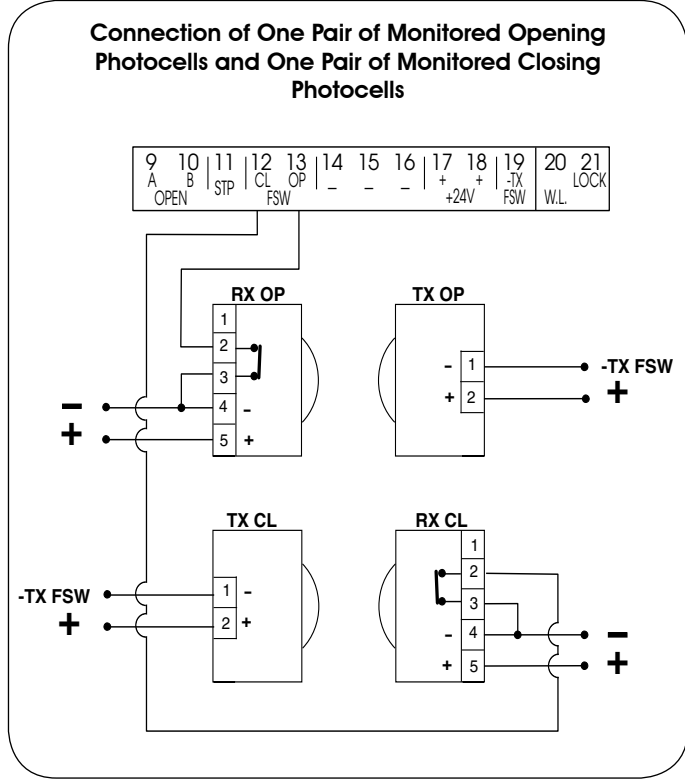 Connection of One Pair of Monitored Opening
Photocells and One Pair of Monitored Closing
Photocells
9 10 11 12 13 14 15 16 17 18 19 20 21
A B STP CL OP – – – + + -TX LOCK
OPEN FSW +24V FSW W.L.
RX OP TX OP
1
2
3
4 -
5 +
- 1
+ 2
-TX FSW
+
–
+
TX CL RX CL
1 -
2 +
1
2
3
- 4
+ 5
-TX FSW
+
–
+